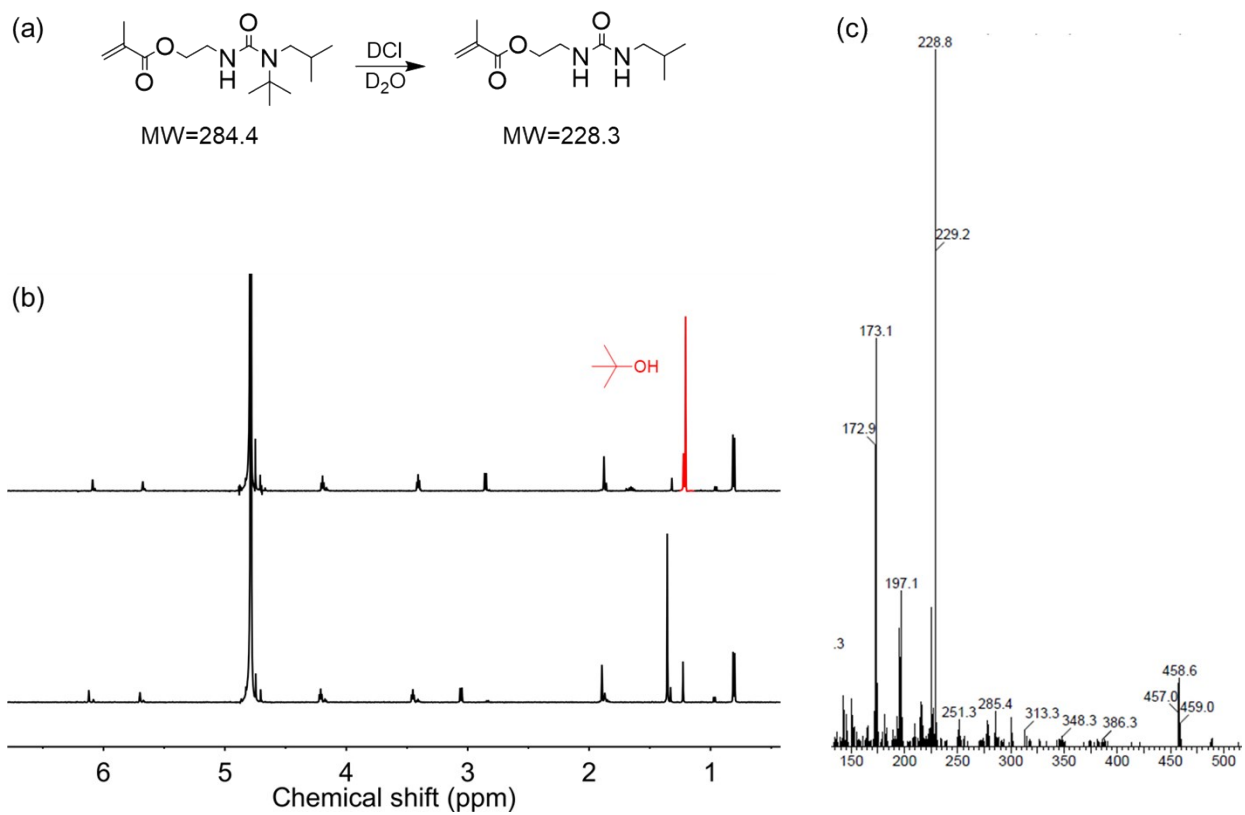 (a)
O
O
O
N
H
N
DCl
D₂O
O
O
O
N
H
N
H
MW=284.4
MW=228.3
(b)
OH
6
5
4
3
2
1
Chemical shift (ppm)
(c)
228.8
229.2
173.1
172.9
197.1
.3
251.3
285.4
313.3
348.3
386.3
458.6
457.0
459.0
150
200
250
300
350
400
450
500